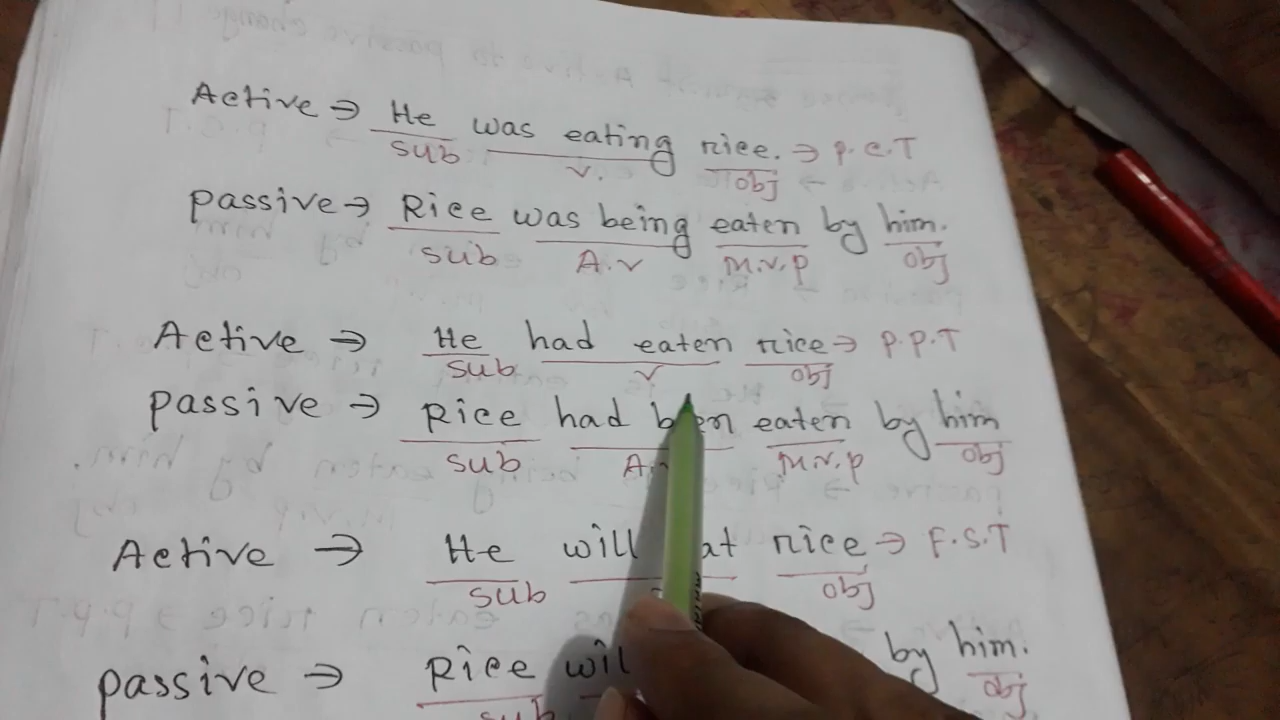 Active → He was eating rice. → P.C.T
sub v. obj
Passive → Rice was being eaten by him.
sub A.v M.v.p obj
Active → He had eaten rice → P.P.T
sub v obj
Passive → Rice had been eaten by him
sub M.v.p obj
Active → He will rice → F.S.T
sub obj
Passive → Rice by him.
sub obj